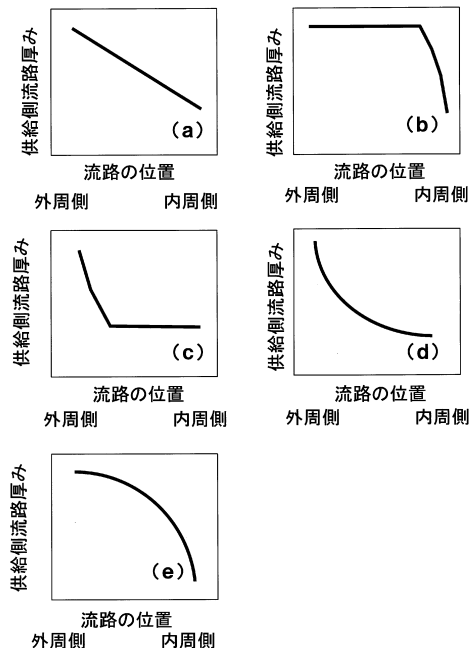 供給側流路厚み
(a)
流路の位置
外周側 内周側
供給側流路厚み
(b)
流路の位置
外周側 内周側
供給側流路厚み
(c)
流路の位置
外周側 内周側
供給側流路厚み
(d)
流路の位置
外周側 内周側
供給側流路厚み
(e)
流路の位置
外周側 内周側